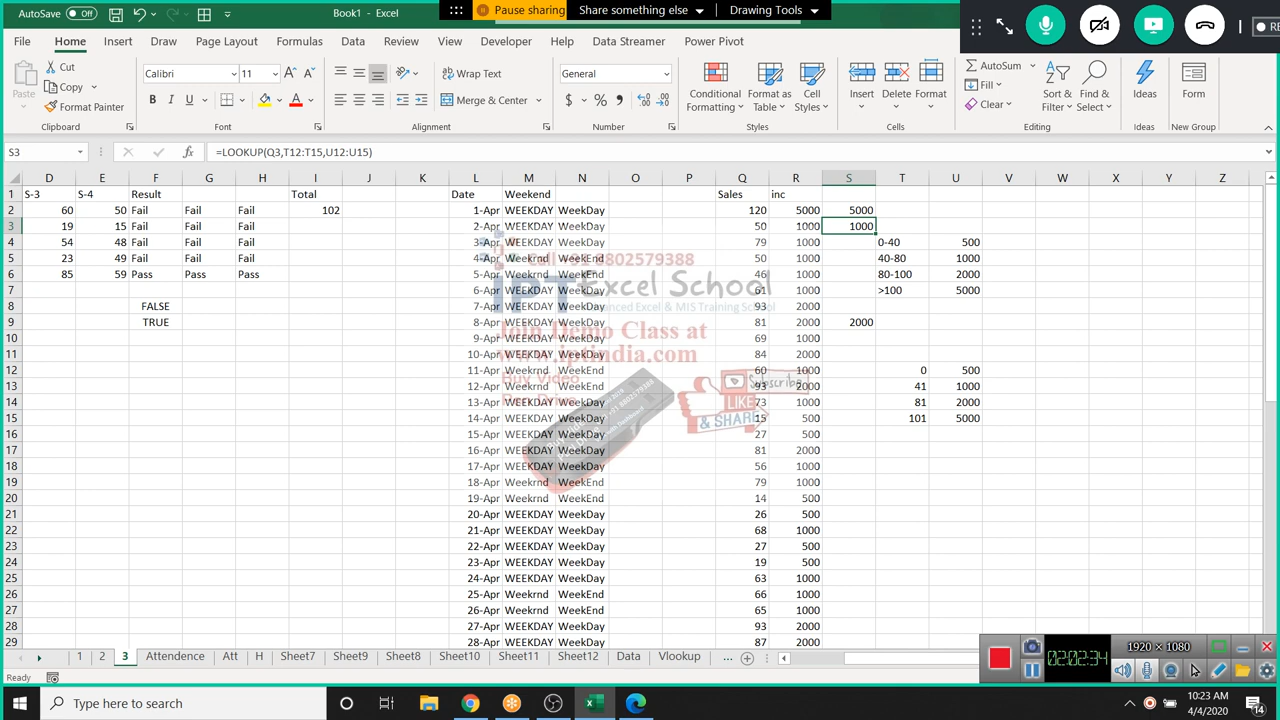 AutoSave Off Book1 - Excel Pause sharing Share something else Drawing Tools
File Home Insert Draw Page Layout Formulas Data Review View Developer Help Data Streamer Power Pivot
Paste Cut Copy Format Painter Calibri 11 Wrap Text Merge & Center General Conditional Formatting Format as Table Cell Styles Insert Delete Format AutoSum Fill Clear Sort & Filter Find & Select Ideas Form
Clipboard Font Alignment Number Styles Cells Editing Ideas New Group
S3 =LOOKUP(Q3,T12:T15,U12:U15)
D E F G H I J K L M N O P Q R S T U V W X Y Z
1 S-3 S-4 Result Total Date Weekend Sales inc
2 60 50 Fail Fail Fail 102 1-Apr WEEKDAY WeekDay 120 5000 5000
3 19 15 Fail Fail Fail 2-Apr WEEKDAY WeekDay 50 1000 1000
4 54 48 Fail Fail Fail 3-Apr WEEKDAY WeekDay 79 1000 0-40 500
5 23 49 Fail Fail Fail 4-Apr Weekrnd WeekEnd 50 1000 40-80 1000
6 85 59 Pass Pass Pass 5-Apr Weekrnd WeekEnd 46 1000 80-100 2000
7 6-Apr WEEKDAY WeekDay 61 1000 >100 5000
8 FALSE 7-Apr WEEKDAY WeekDay 93 2000
9 TRUE 8-Apr WEEKDAY WeekDay 81 2000 2000
10 9-Apr WEEKDAY WeekDay 69 1000
11 10-Apr WEEKDAY WeekDay 84 2000
12 11-Apr Weekrnd WeekEnd 60 1000 0 500
13 12-Apr Weekrnd WeekEnd 93 2000 41 1000
14 13-Apr WEEKDAY WeekDay 73 1000 81 2000
15 14-Apr WEEKDAY WeekDay 15 500 101 5000
16 15-Apr WEEKDAY WeekDay 27 500
17 16-Apr WEEKDAY WeekDay 81 2000
18 17-Apr WEEKDAY WeekDay 56 1000
19 18-Apr Weekrnd WeekEnd 79 1000
20 19-Apr Weekrnd WeekEnd 14 500
21 20-Apr WEEKDAY WeekDay 26 500
22 21-Apr WEEKDAY WeekDay 68 1000
23 22-Apr WEEKDAY WeekDay 27 500
24 23-Apr WEEKDAY WeekDay 19 500
25 24-Apr WEEKDAY WeekDay 63 1000
26 25-Apr Weekrnd WeekEnd 66 1000
27 26-Apr Weekrnd WeekEnd 65 1000
28 27-Apr WEEKDAY WeekDay 93 2000
29 28-Apr WEEKDAY WeekDay 87 2000
Excel School
Advanced Excel & MIS Training School
Join Demo Class at
www.iptindia.com
Buy Video
Pen Drive
Subscribe
LIKE
& SHARE
1 2 3 Attendence Att H Sheet7 Sheet9 Sheet8 Sheet10 Sheet11 Sheet12 Data Vlookup ...
Ready
1920 × 1080
02:02:34
Type here to search
10:23 AM
4/4/2020
14